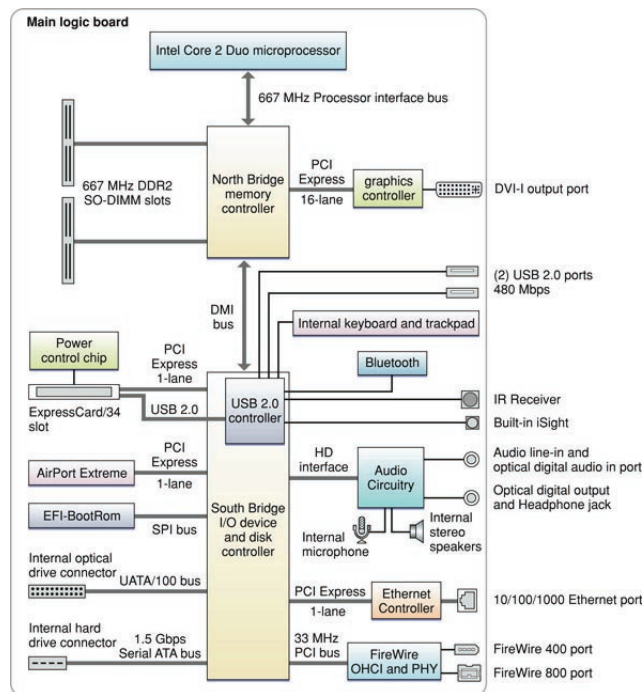 Main logic board
Intel Core 2 Duo microprocessor
667 MHz Processor interface bus
667 MHz DDR2
SO-DIMM slots
North Bridge
memory
controller
PCI
Express
16-lane
graphics
controller
DVI-I output port
DMI
bus
(2) USB 2.0 ports
480 Mbps
Internal keyboard and trackpad
Power
control chip
PCI
Express
1-lane
ExpressCard/34
slot
USB 2.0
USB 2.0
controller
Bluetooth
IR Receiver
Built-in iSight
AirPort Extreme
PCI
Express
1-lane
HD
interface
Audio
Circuitry
Audio line-in and
optical digital audio in port
Optical digital output
and Headphone jack
EFI-BootRom
SPI bus
South Bridge
I/O device
and disk
controller
Internal
microphone
Internal
stereo
speakers
Internal optical
drive connector
UATA/100 bus
PCI Express
1-lane
Ethernet
Controller
10/100/1000 Ethernet port
Internal hard
drive connector
1.5 Gbps
Serial ATA bus
33 MHz
PCI bus
FireWire
OHCI and PHY
FireWire 400 port
FireWire 800 port